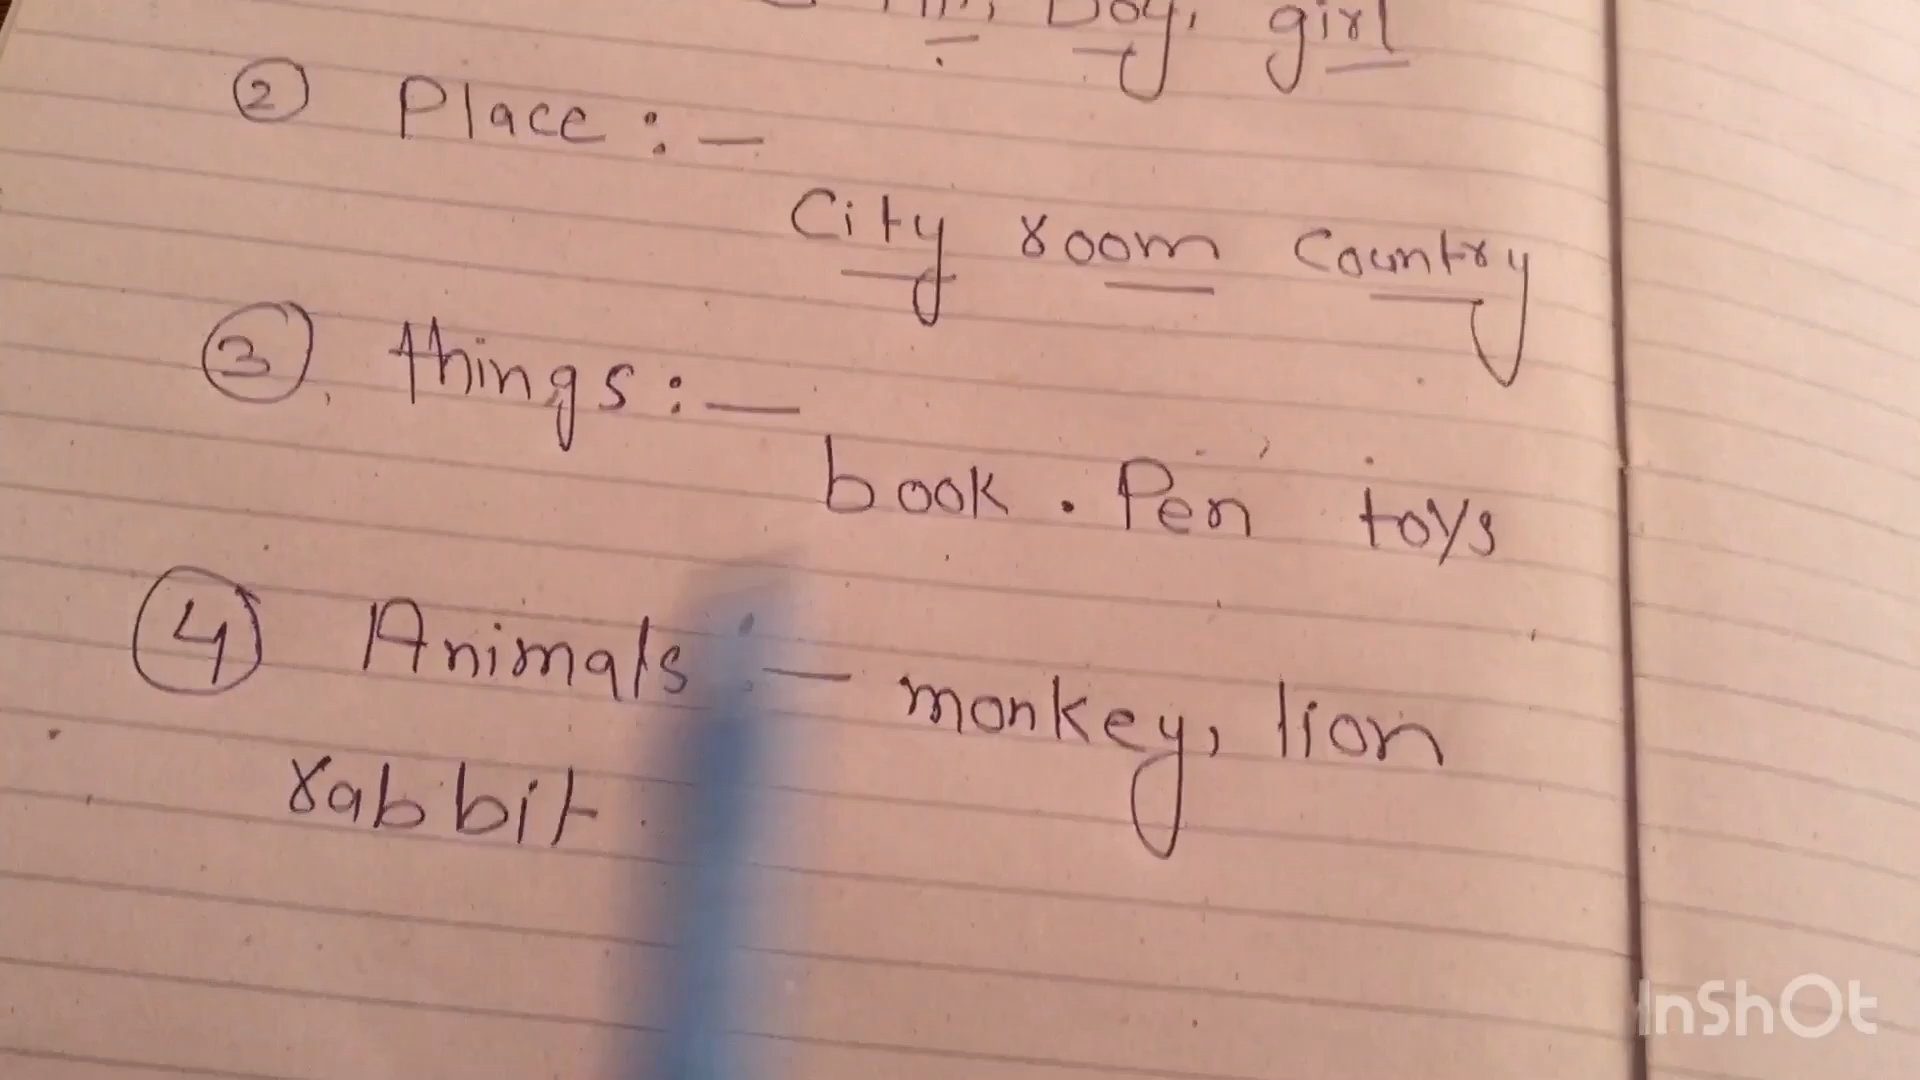 boy, girl
② Place :-
City room Country
③. things :-
book . Pen toys
④ Animals :- monkey, lion
rabbit
InShOt